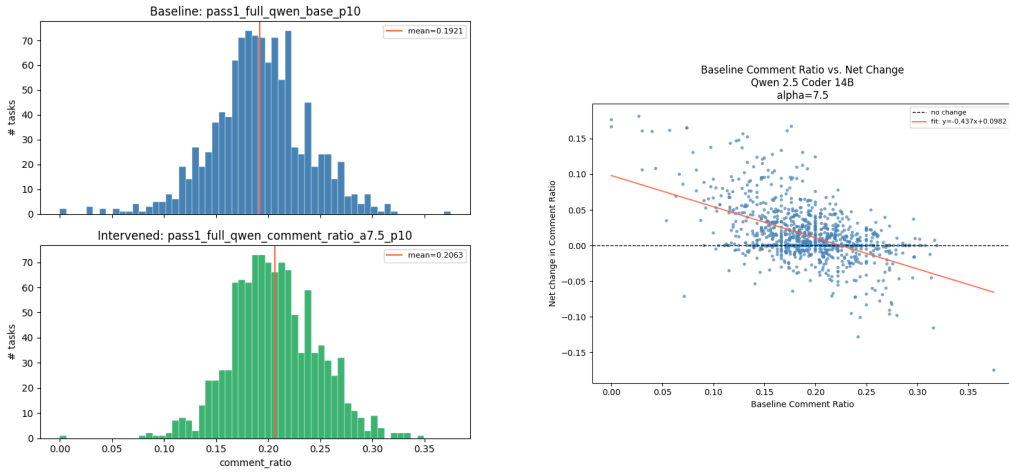 Baseline: pass1_full_qwen_base_p10
mean=0.1921
# tasks
70
60
50
40
30
20
10
0
Intervened: pass1_full_qwen_comment_ratio_a7.5_p10
mean=0.2063
# tasks
70
60
50
40
30
20
10
0
0.00 0.05 0.10 0.15 0.20 0.25 0.30 0.35
comment_ratio
Baseline Comment Ratio vs. Net Change
Qwen 2.5 Coder 14B
alpha=7.5
no change
fit: y=-0.437x+0.0982
Net change in Comment Ratio
0.15
0.10
0.05
0.00
−0.05
−0.10
−0.15
0.00 0.05 0.10 0.15 0.20 0.25 0.30 0.35
Baseline Comment Ratio